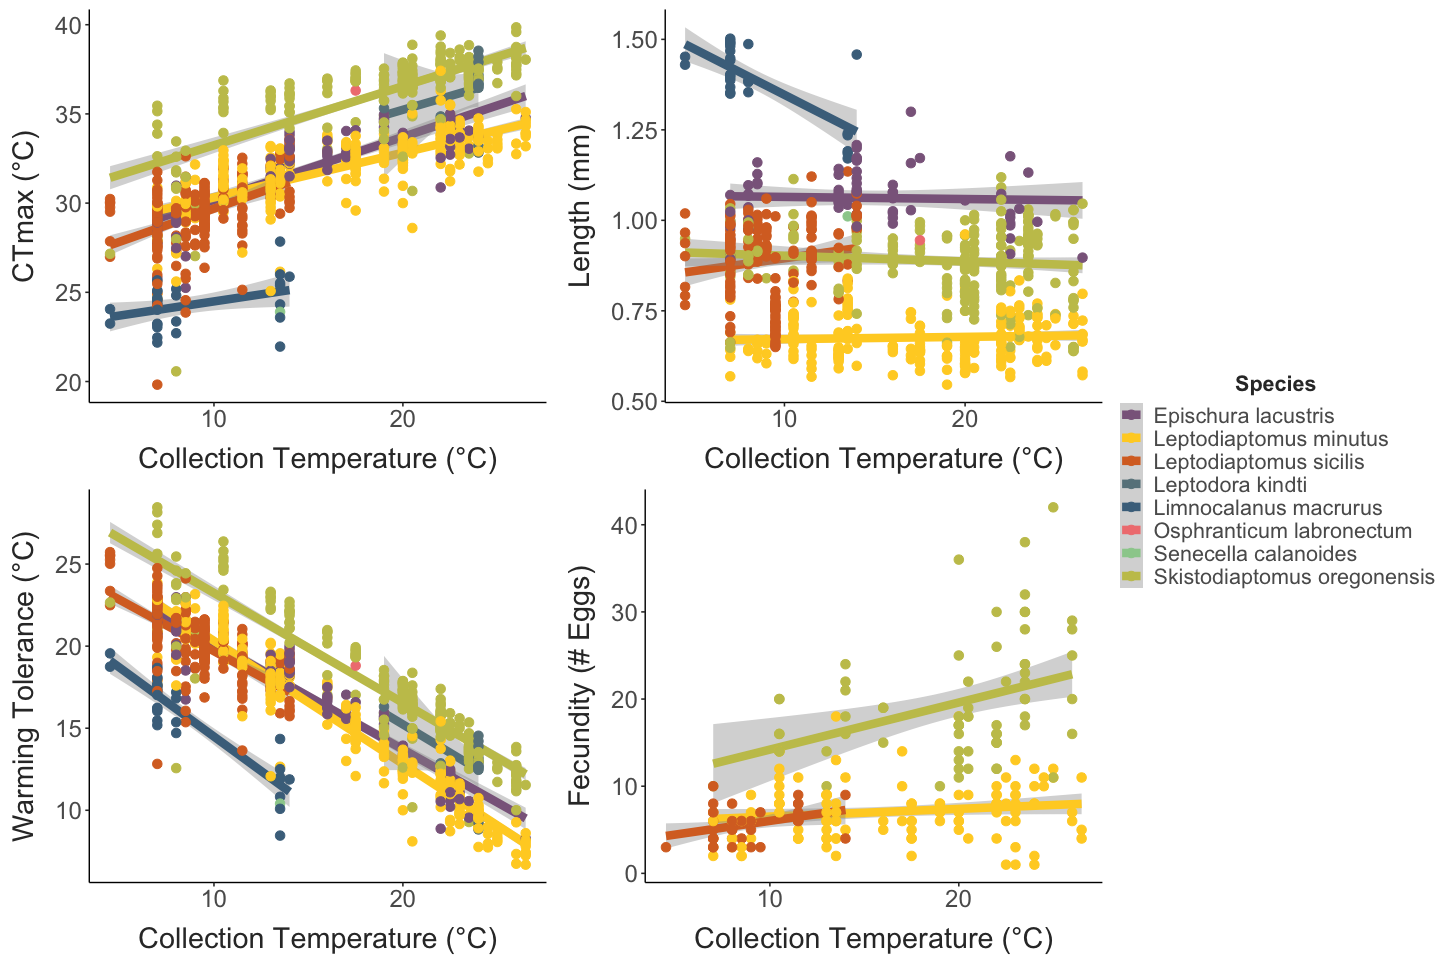 40
35
30
25
20
10
20
CTmax (°C)
Collection Temperature (°C)
1.50
1.25
1.00
0.75
0.50
10
20
Length (mm)
Collection Temperature (°C)
25
20
15
10
10
20
Warming Tolerance (°C)
Collection Temperature (°C)
40
30
20
10
0
10
20
Fecundity (# Eggs)
Collection Temperature (°C)
Species
Epischura lacustris
Leptodiaptomus minutus
Leptodiaptomus sicilis
Leptodora kindti
Limnocalanus macrurus
Osphranticum labronectum
Senecella calanoides
Skistodiaptomus oregonensis